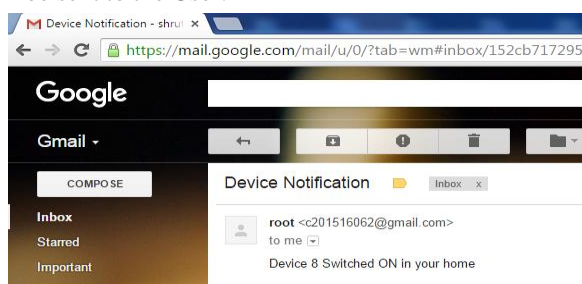 Device Notification - shru
https://mail.google.com/mail/u/0/?tab=wm#inbox/152cb717295
Google
Gmail
COMPOSE
Device Notification
Inbox x
Inbox
root <c201516062@gmail.com>
to me
Starred
Device 8 Switched ON in your home
Important